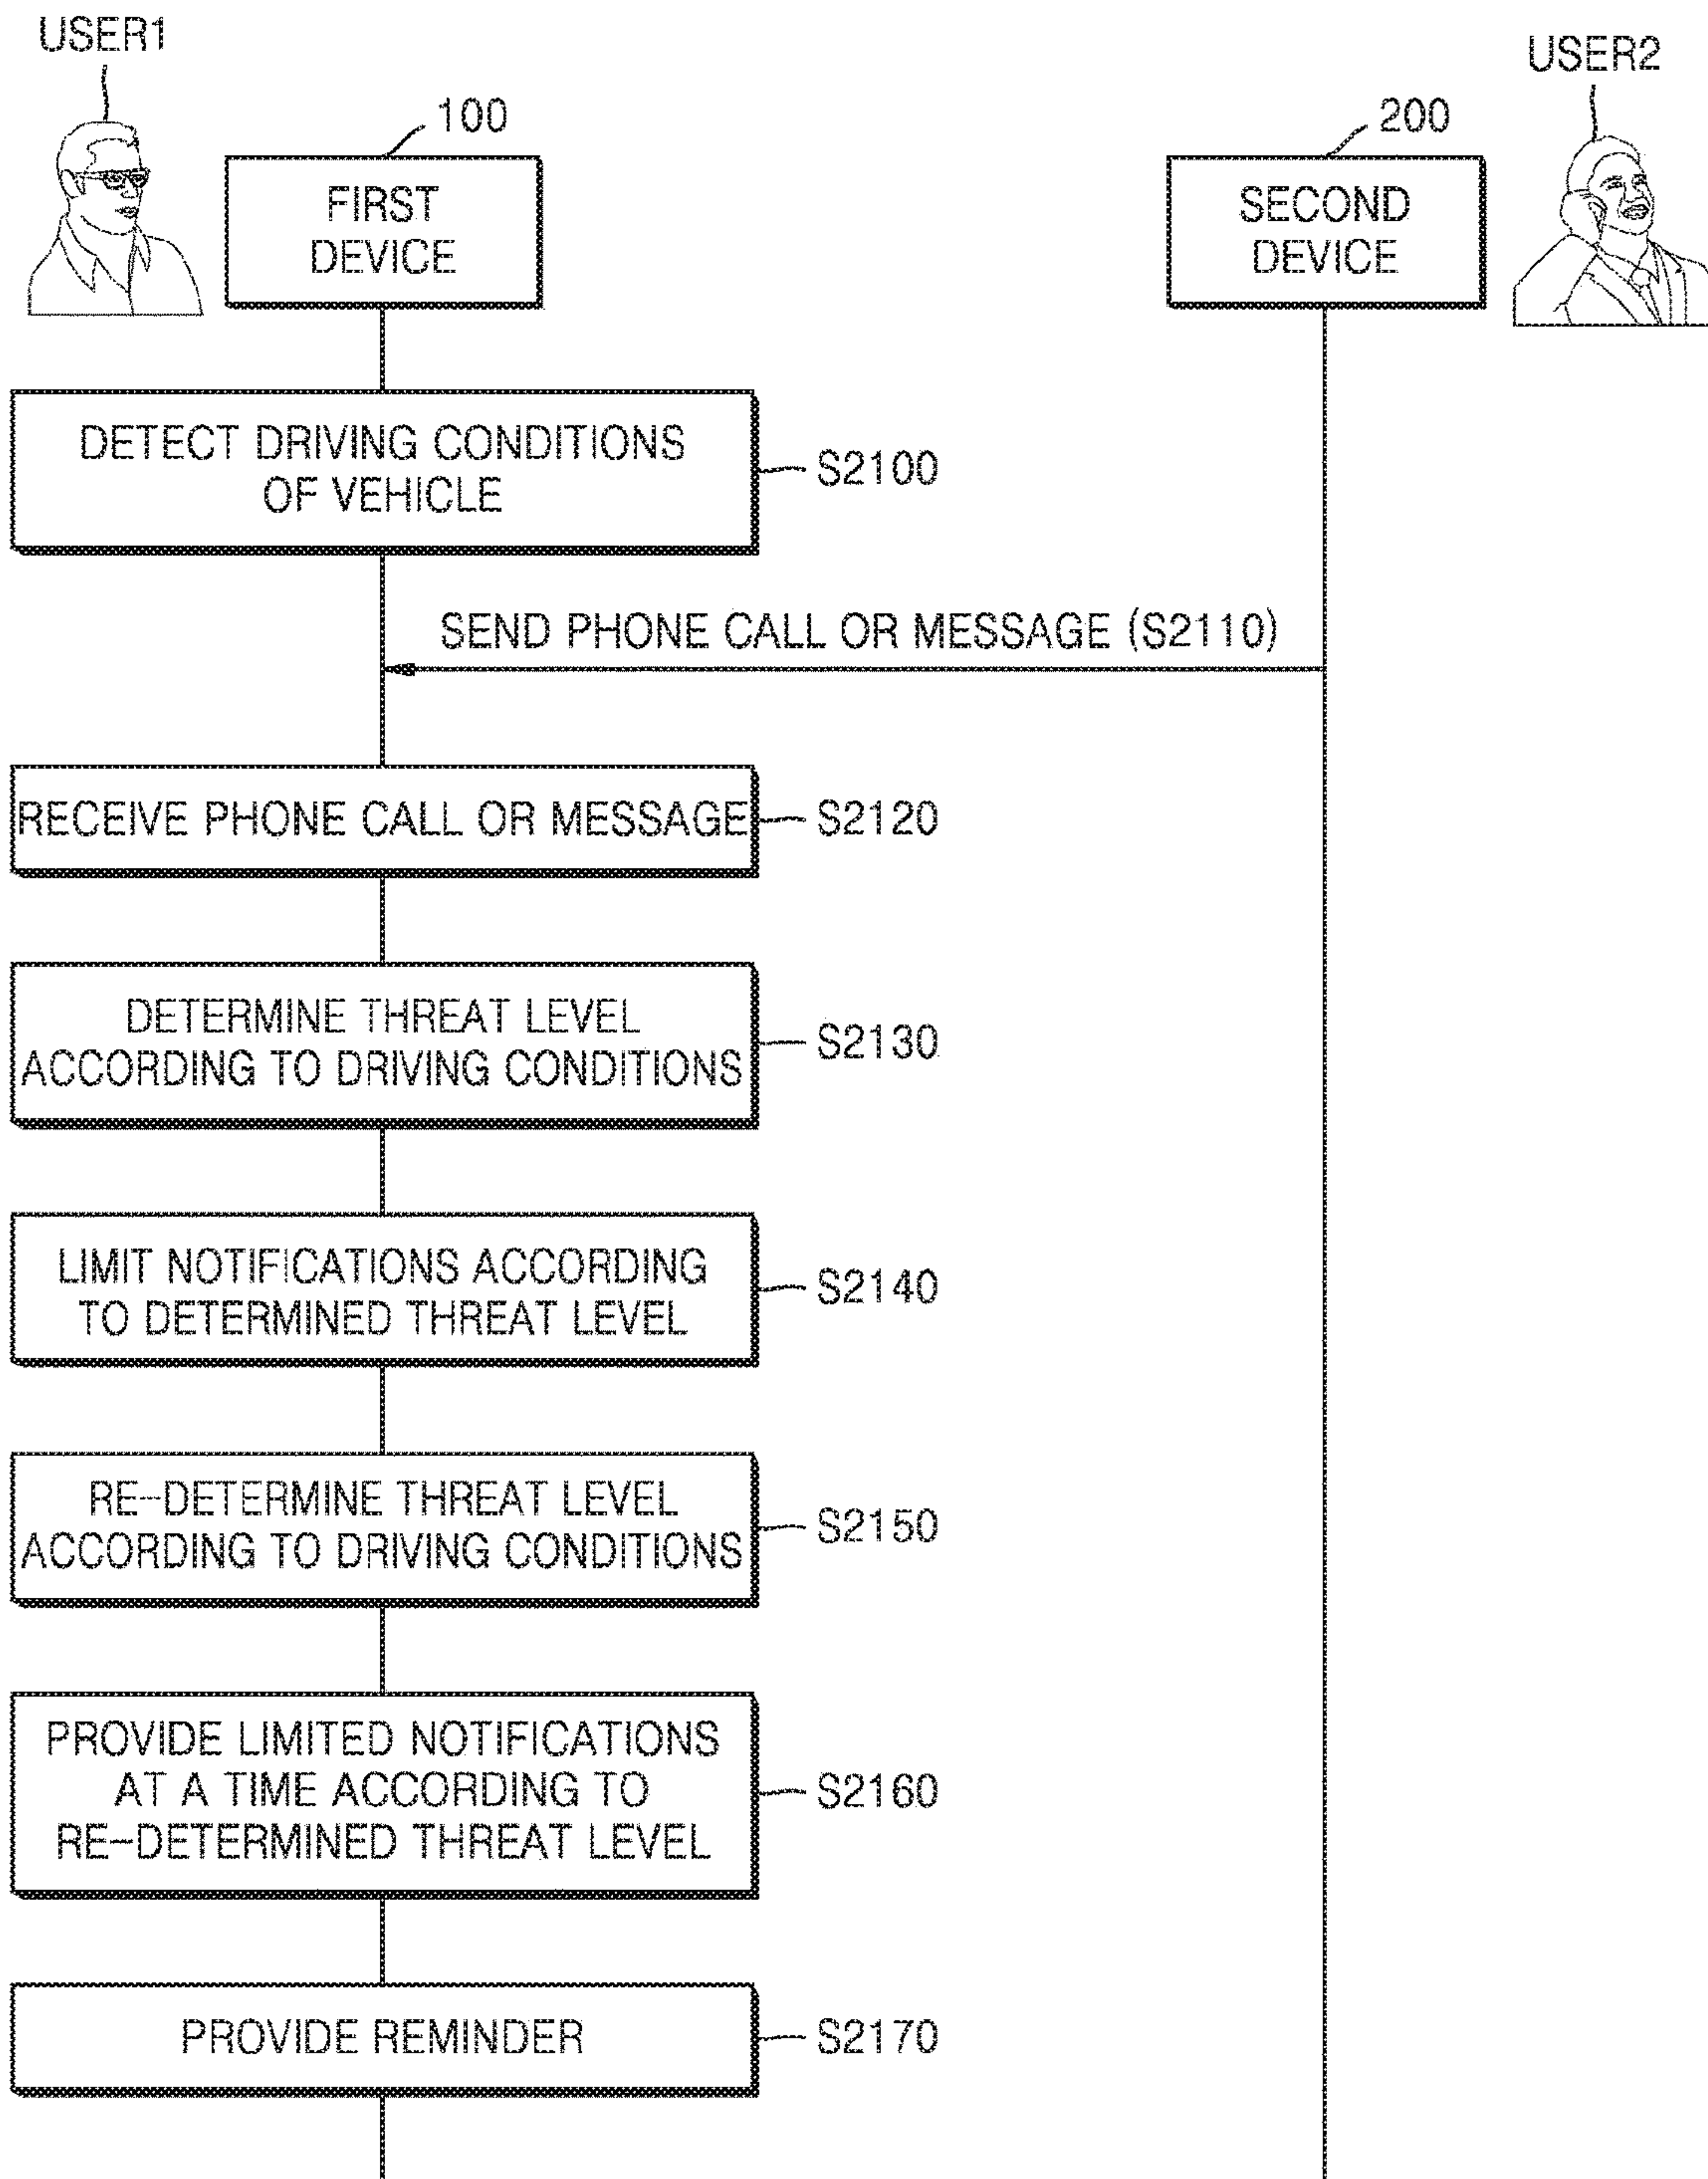 USER1
100
FIRST
DEVICE
200
SECOND
DEVICE
USER2
DETECT DRIVING CONDITIONS
OF VEHICLE
S2100
SEND PHONE CALL OR MESSAGE (S2110)
RECEIVE PHONE CALL OR MESSAGE
S2120
DETERMINE THREAT LEVEL
ACCORDING TO DRIVING CONDITIONS
S2130
LIMIT NOTIFICATIONS ACCORDING
TO DETERMINED THREAT LEVEL
S2140
RE-DETERMINE THREAT LEVEL
ACCORDING TO DRIVING CONDITIONS
S2150
PROVIDE LIMITED NOTIFICATIONS
AT A TIME ACCORDING TO
RE-DETERMINED THREAT LEVEL
S2160
PROVIDE REMINDER
S2170